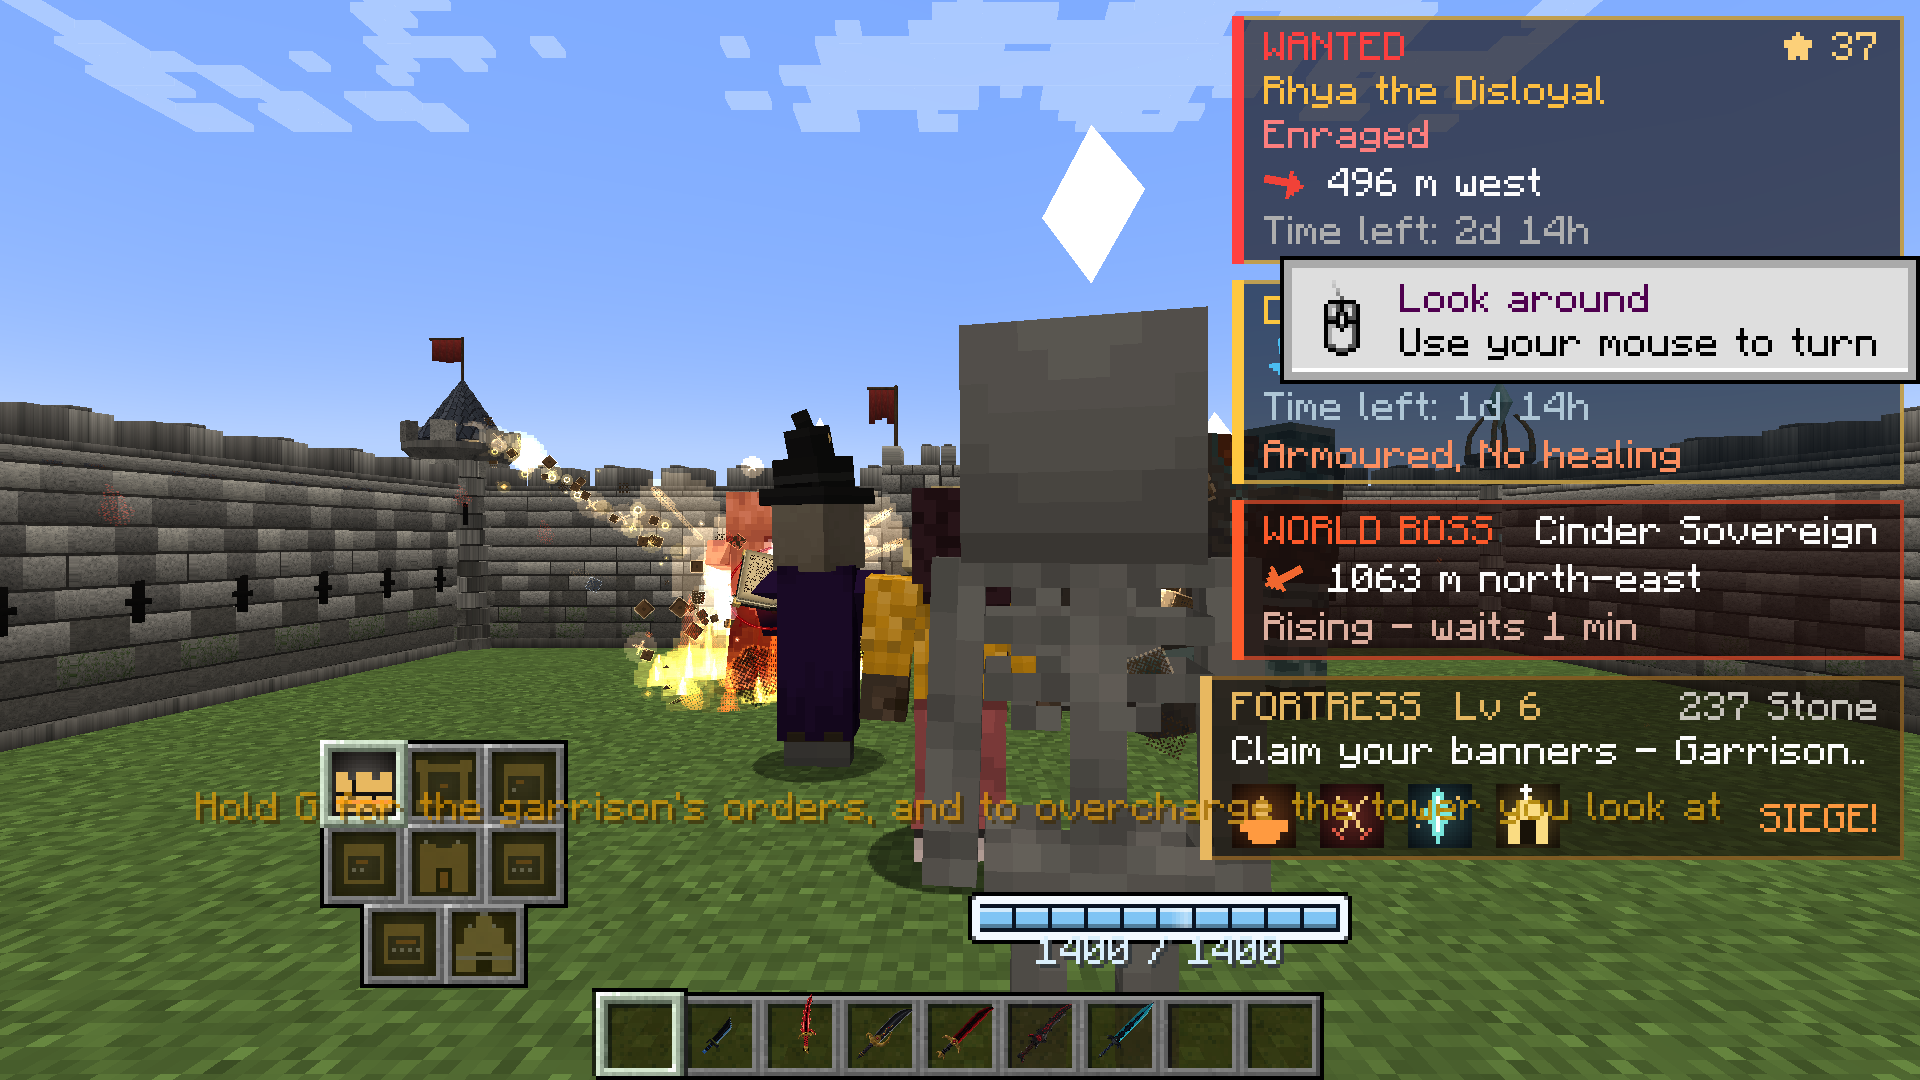 WANTED
37
Rhya the Disloyal
Enraged
496 m west
Time left: 2d 14h
Look around
Use your mouse to turn
Time left: 1d 14h
Armoured, No healing
WORLD BOSS Cinder Sovereign
1063 m north-east
Rising - waits 1 min
FORTRESS Lv 6 237 Stone
Claim your banners - Garrison..
Hold G for the garrison's orders, and to overcharge the tower you look at
SIEGE!
1400 / 1400